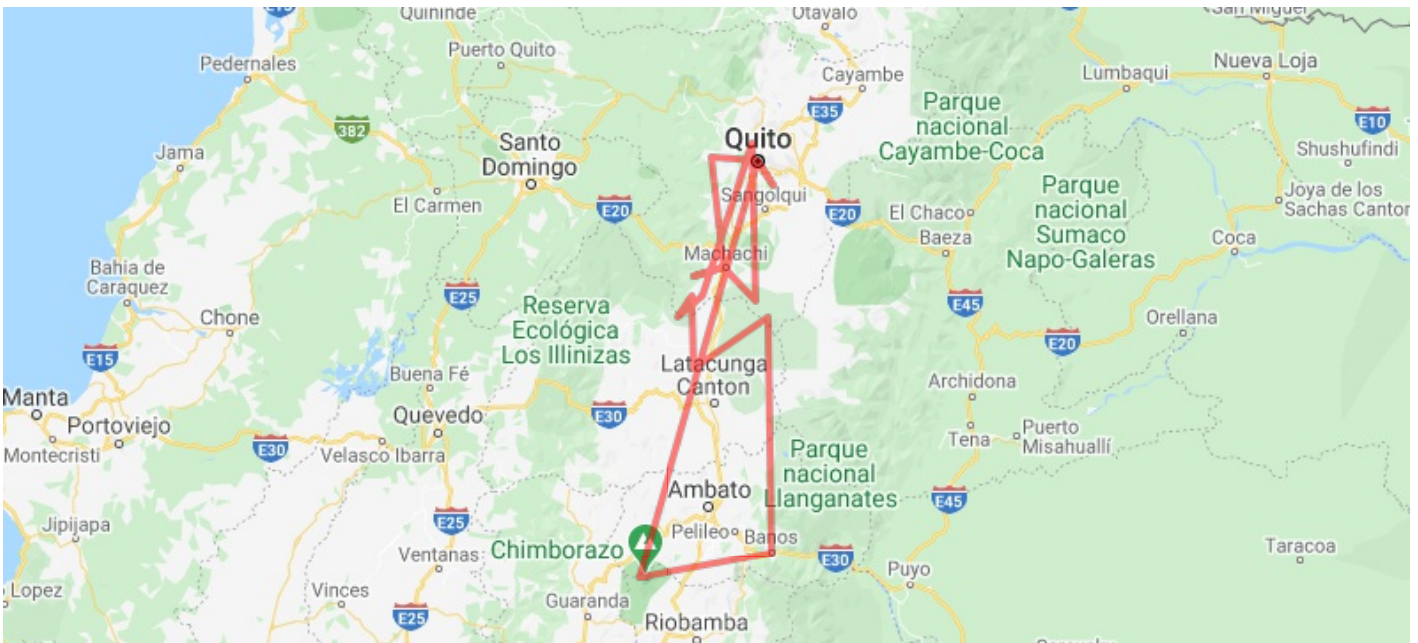 E15
Quininde
Otavalo
San Miguel
Puerto Quito
Pedernales
Cayambe
Lumbaqui
Nueva Loja
382
E35
Parque
nacional
Cayambe-Coca
E10
Quito
Jama
Santo
Domingo
Shushufindi
Parque
nacional
Sumaco
Napo-Galeras
Joya de los
Sachas Canton
El Carmen
Sangolqui
E20
E20
El Chaco
Baeza
Coca
Machachi
Bahia de
Caraquez
E25
Reserva
Ecológica
Los Illinizas
E45
Chone
Orellana
E20
E15
Latacunga
Canton
Buena Fé
Archidona
Manta
Quevedo
E30
Portoviejo
Montecristi
E30
Velasco Ibarra
Tena
Puerto
Misahuallí
Parque
nacional
Llanganates
Ambato
E45
Jipijapa
E25
Pelileo
Banos
Chimborazo
Ventanas
E30
Taracoa
Puyo
Lopez
Vinces
E25
Guaranda
Riobamba